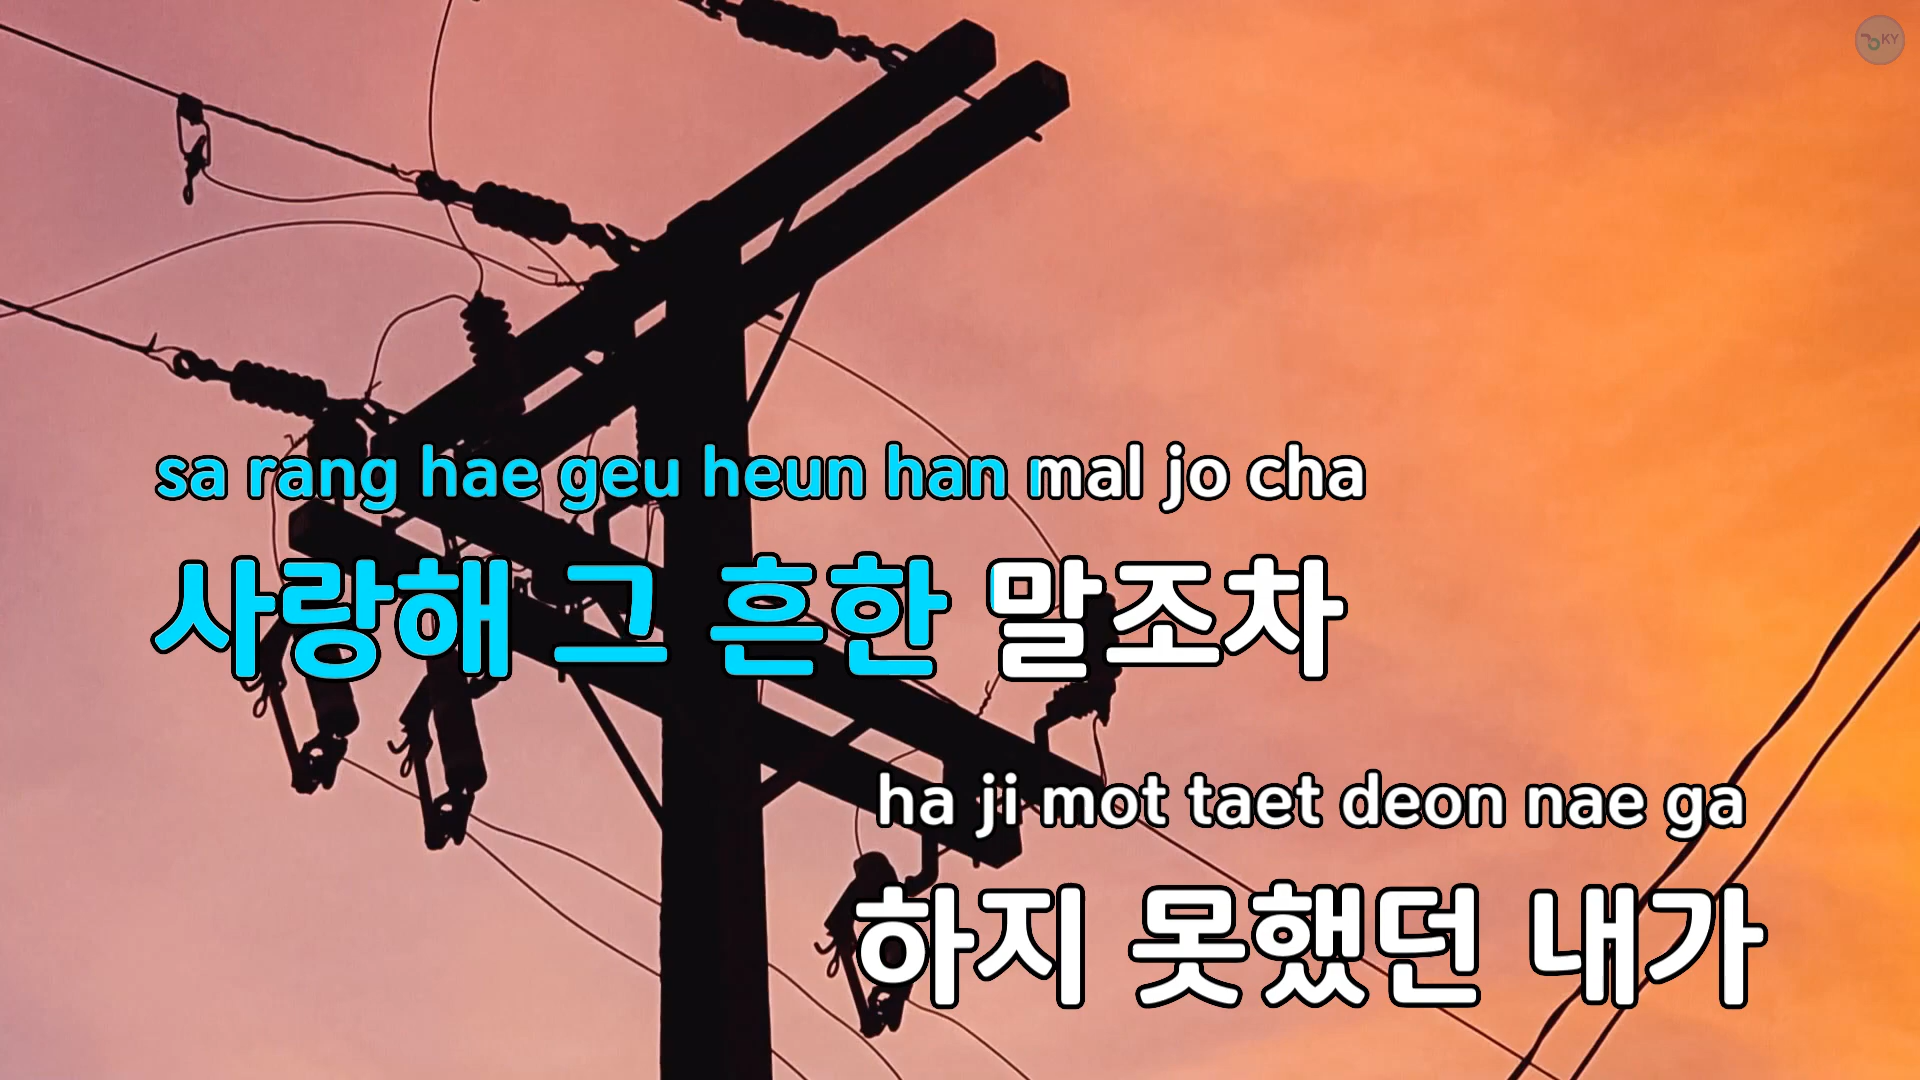 KY
sa rang hae geu heun han mal jo cha
사랑해 그 흔한 말조차
ha ji mot taet deon nae ga
하지 못했던 내가